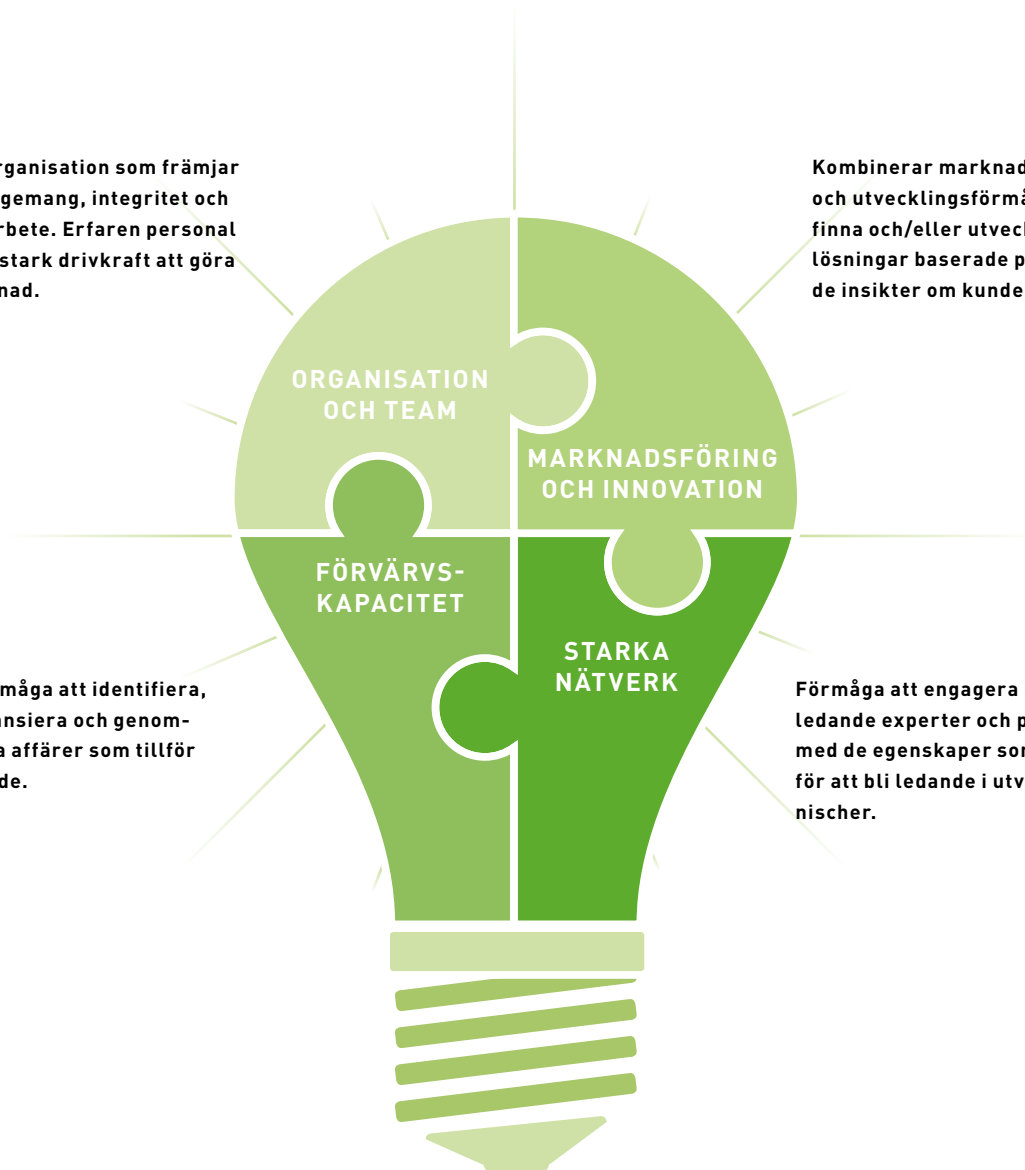 rganisation som främjar
gemang, integritet och
rbete. Erfaren personal
stark drivkraft att göra
nad.
Kombinerar marknad
och utvecklingsförmå
finna och/eller utveck
lösningar baserade p
de insikter om kunde
ORGANISATION
OCH TEAM
MARKNADSFÖRING
OCH INNOVATION
FÖRVÄRVS-
KAPACITET
STARKA
NÄTVERK
måga att identifiera,
ansiera och genom-
a affärer som tillför
de.
Förmåga att engagera
ledande experter och p
med de egenskaper som
för att bli ledande i utv
nischer.